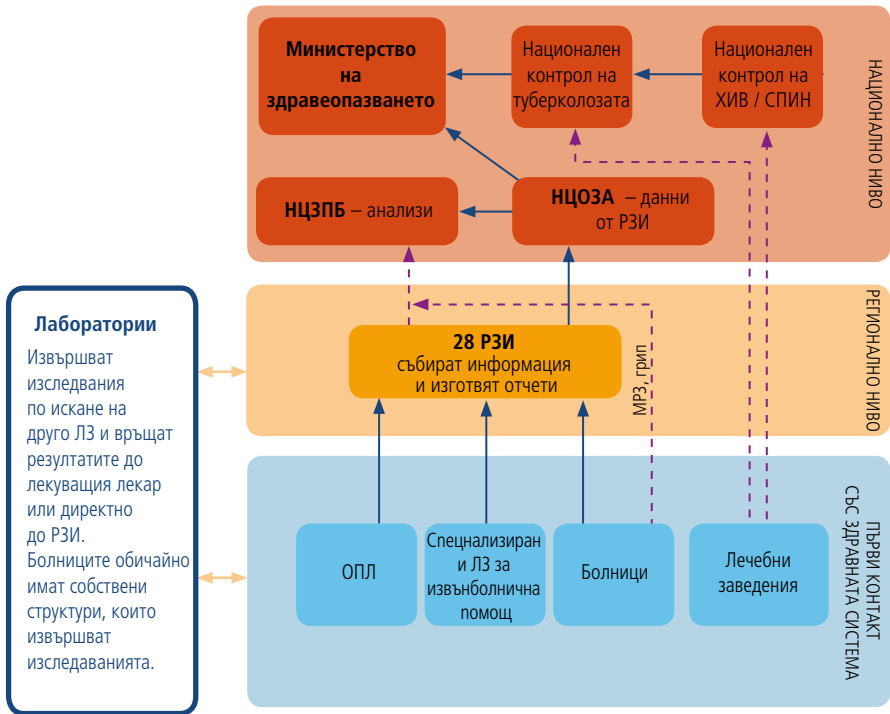 Министерство
на
здравеопазването
Национален
контрол на
туберколозата
Национален
контрол на
ХИВ / СПИН
НЦЗПБ – анализи
НЦОЗА – данни
от РЗИ
НАЦИОНАЛНО НИВО
Лаборатории
Извършват
изследвания
по искане на
друго ЛЗ и връщат
резултатите до
лекуващия лекар
или директно
до РЗИ.
Болниците обичайно
имат собствени
структури, които
извършват
изследаванията.
28 РЗИ
събират информация
и изготвят отчети
МРЗ, грип
РЕГИОНАЛНО НИВО
ОПЛ
Специализиран
и ЛЗ за
извънболнична
помощ
Болници
Лечебни
заведения
ПЪРВИ КОНТАКТ
СЪС ЗДРАВНАТА СИСТЕМА